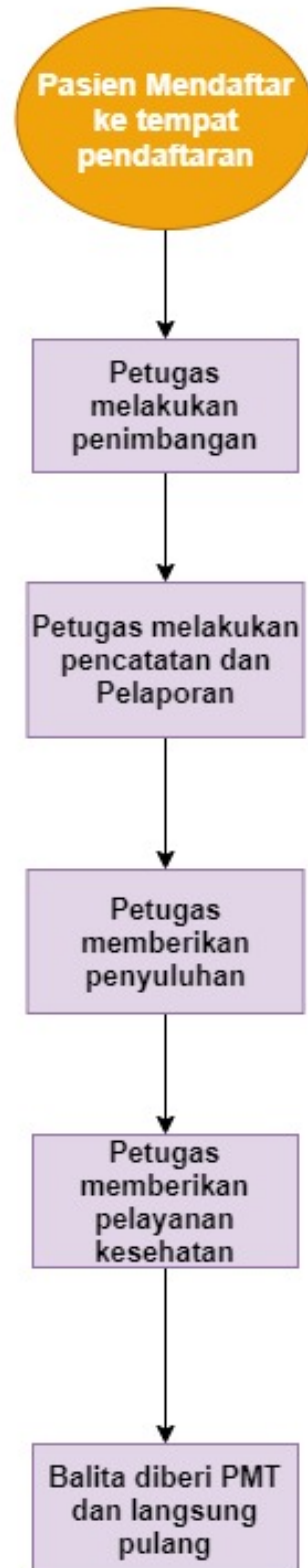 Pasien Mendaftar
ke tempat
pendaftaran
Petugas
melakukan
penimbangan
Petugas melakukan
pencatatan dan
Pelaporan
Petugas
memberikan
penyuluhan
Petugas
memberikan
pelayanan
kesehatan
Balita diberi PMT
dan langsung
pulang